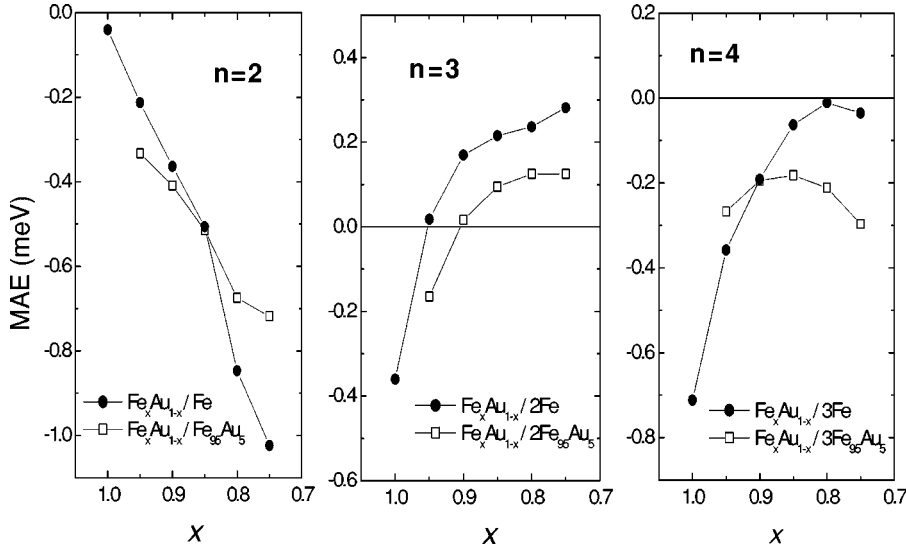 MAE (meV)
0.0
-0.2
-0.4
-0.6
-0.8
-1.0
n=2
FexAu1-x/ Fe
FexAu1-x/ Fe95Au5
1.0 0.9 0.8 0.7
x
0.4
0.2
0.0
-0.2
-0.4
-0.6
n=3
FexAu1-x/ 2Fe
FexAu1-x/ 2Fe95Au5
1.0 0.9 0.8 0.7
x
0.2
0.0
-0.2
-0.4
-0.6
-0.8
n=4
FexAu1-x/ 3Fe
FexAu1-x/ 3Fe95Au5
1.0 0.9 0.8 0.7
x